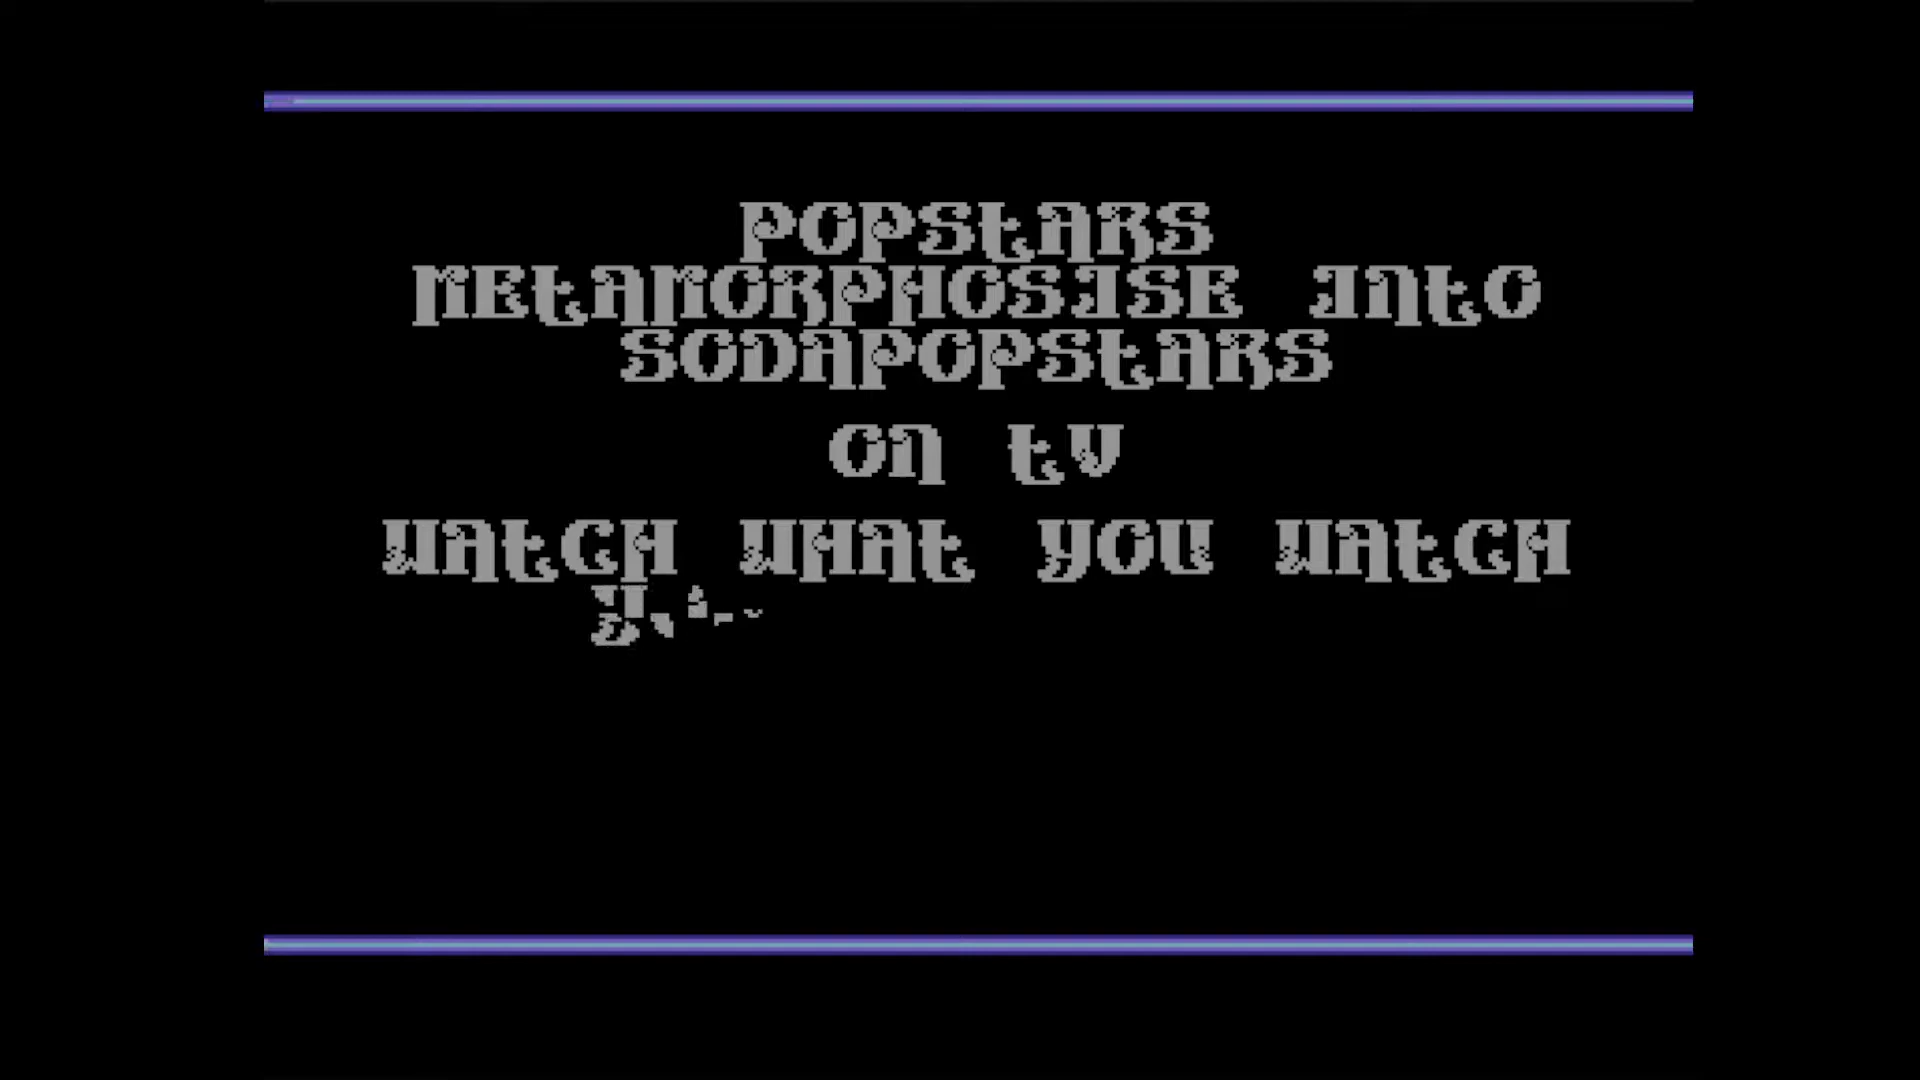 POPSTARS
METAMORPHOSISE INTO
SODAPOPSTARS
ON TV
WATCH WHAT YOU WATCH